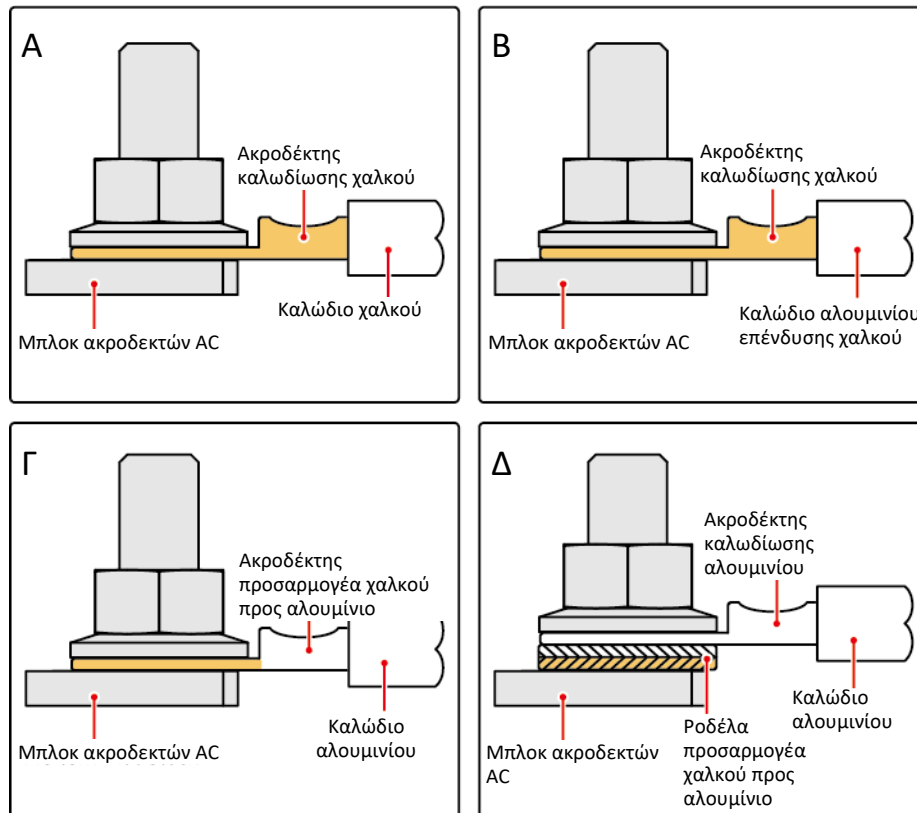 Α
Ακροδέκτης
καλωδίωσης χαλκού
Καλώδιο χαλκού
Μπλοκ ακροδεκτών AC
Β
Ακροδέκτης
καλωδίωσης χαλκού
Καλώδιο αλουμινίου
επένδυσης χαλκού
Μπλοκ ακροδεκτών AC
Γ
Ακροδέκτης
προσαρμογέα χαλκού
προς αλουμίνιο
Καλώδιο
αλουμινίου
Μπλοκ ακροδεκτών AC
Δ
Ακροδέκτης
καλωδίωσης
αλουμινίου
Καλώδιο
αλουμινίου
Ροδέλα
προσαρμογέα
χαλκού προς
αλουμίνιο
Μπλοκ ακροδεκτών
AC